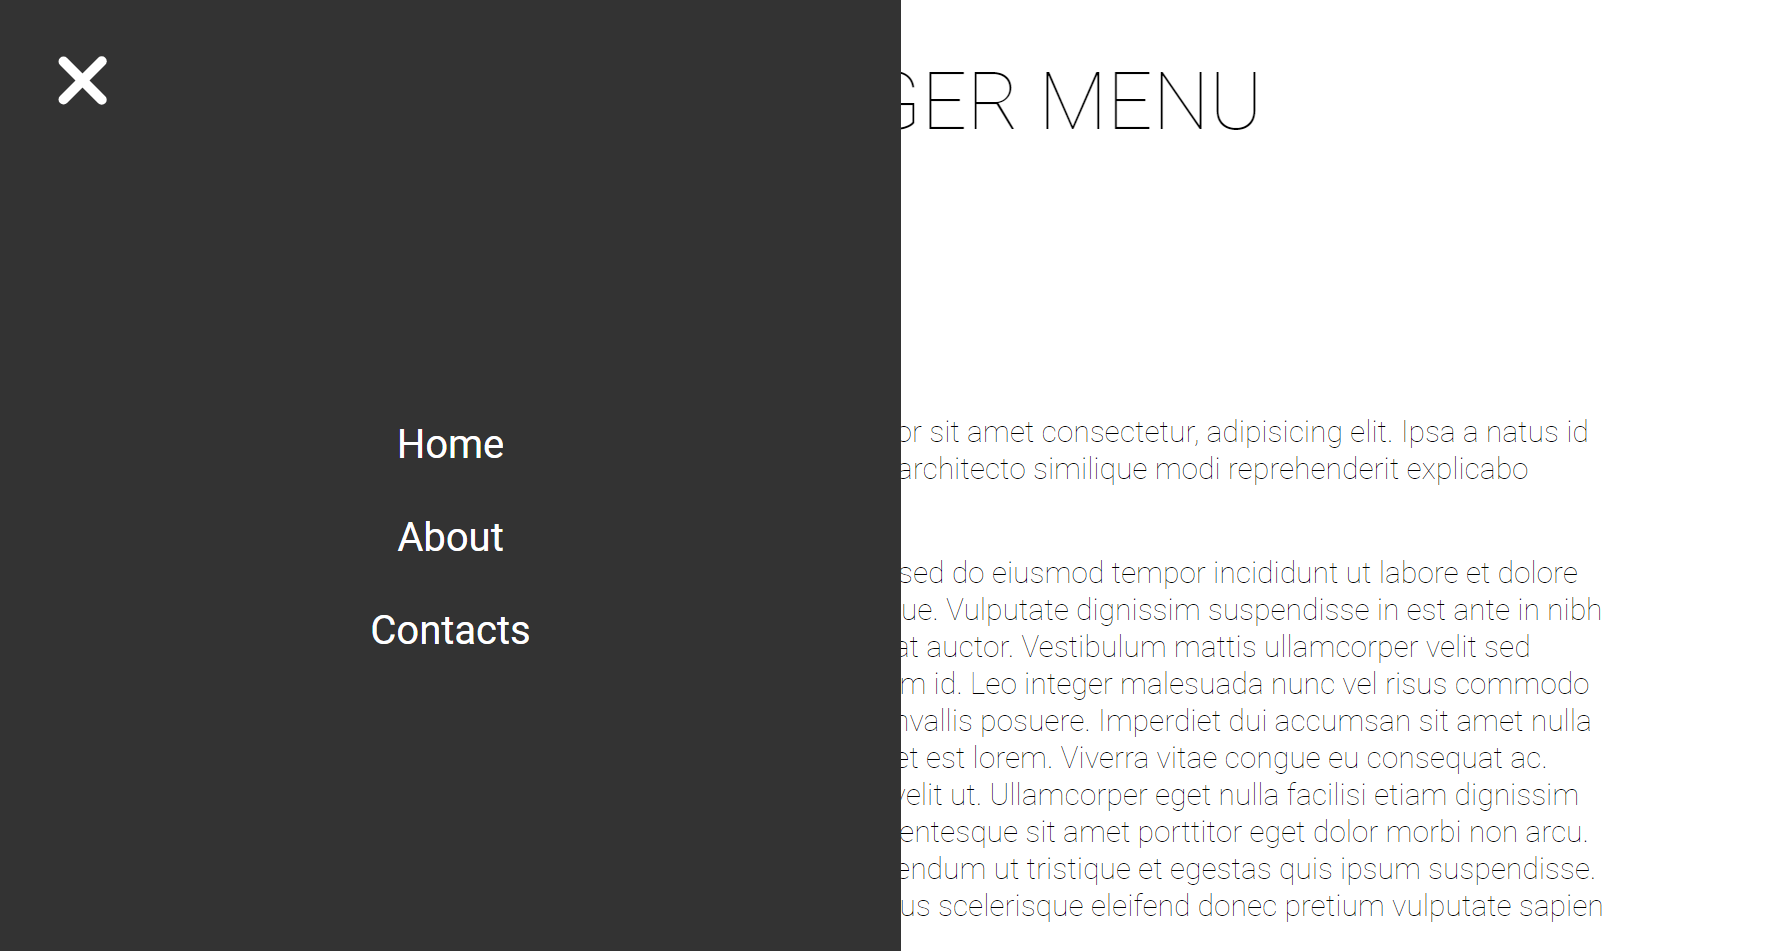 GER MENU
Home
About
Contacts
or sit amet consectetur, adipisicing elit. Ipsa a natus id
architecto similique modi reprehenderit explicabo
sed do eiusmod tempor incididunt ut labore et dolore
ue. Vulputate dignissim suspendisse in est ante in nibh
at auctor. Vestibulum mattis ullamcorper velit sed
m id. Leo integer malesuada nunc vel risus commodo
nvallis posuere. Imperdiet dui accumsan sit amet nulla
et est lorem. Viverra vitae congue eu consequat ac.
velit ut. Ullamcorper eget nulla facilisi etiam dignissim
entesque sit amet porttitor eget dolor morbi non arcu.
endum ut tristique et egestas quis ipsum suspendisse.
us scelerisque eleifend donec pretium vulputate sapien